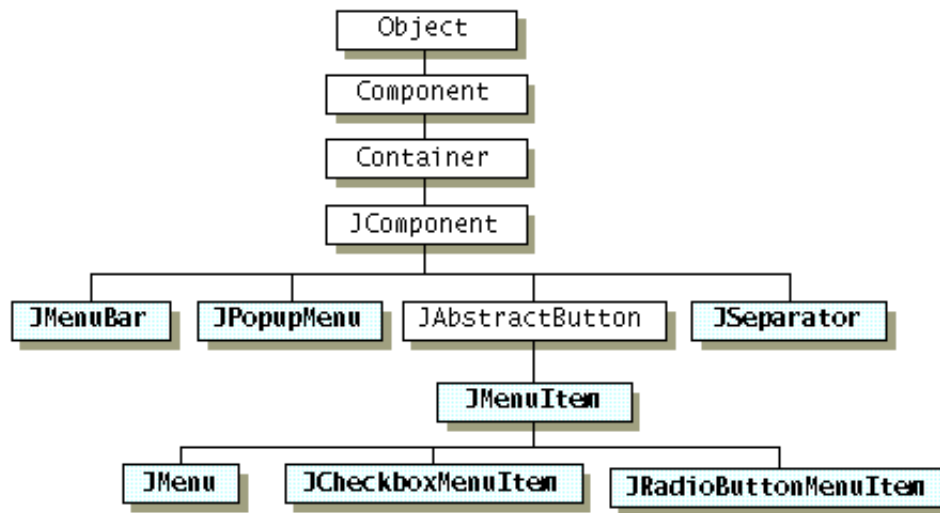 Object
Component
Container
JComponent
JMenuBar
JPopupMenu
JAbstractButton
JSeparator
JMenuItem
JMenu
JCheckboxMenuItem
JRadioButtonMenuItem